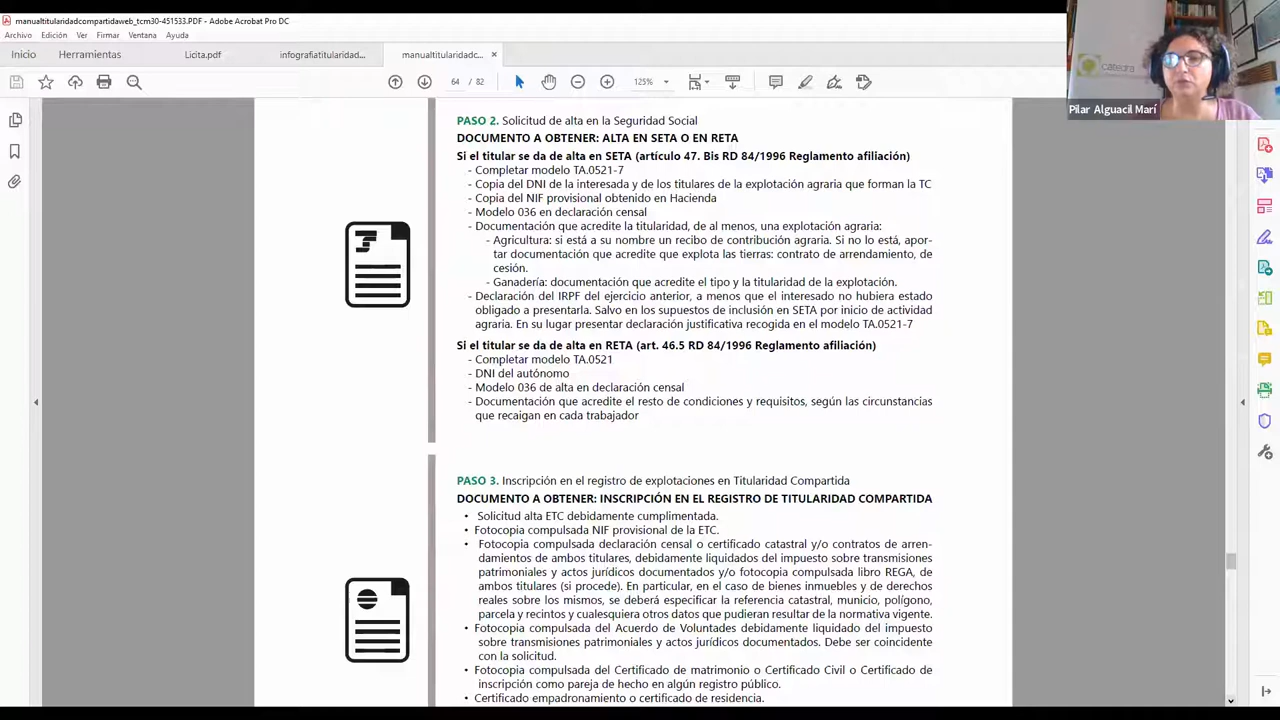 manualtitularidadcompartidaweb_tcm30-451533.PDF - Adobe Acrobat Pro DC
Archivo Edición Ver Firmar Ventana Ayuda
Inicio Herramientas Licita.pdf infografiatitularidad... manualtitularidadc... ×
64 / 82 125%
cátedra
Pilar Alguacil Marí
PASO 2. Solicitud de alta en la Seguridad Social
DOCUMENTO A OBTENER: ALTA EN SETA O EN RETA
Si el titular se da de alta en SETA (artículo 47. Bis RD 84/1996 Reglamento afiliación)
- Completar modelo TA.0521-7
- Copia del DNI de la interesada y de los titulares de la explotación agraria que forman la TC
- Copia del NIF provisional obtenido en Hacienda
- Modelo 036 en declaración censal
- Documentación que acredite la titularidad, de al menos, una explotación agraria:
- Agricultura: si está a su nombre un recibo de contribución agraria. Si no lo está, apor-
tar documentación que acredite que explota las tierras: contrato de arrendamiento, de
cesión.
- Ganadería: documentación que acredite el tipo y la titularidad de la explotación.
- Declaración del IRPF del ejercicio anterior, a menos que el interesado no hubiera estado
obligado a presentarla. Salvo en los supuestos de inclusión en SETA por inicio de actividad
agraria. En su lugar presentar declaración justificativa recogida en el modelo TA.0521-7
Si el titular se da de alta en RETA (art. 46.5 RD 84/1996 Reglamento afiliación)
- Completar modelo TA.0521
- DNI del autónomo
- Modelo 036 de alta en declaración censal
- Documentación que acredite el resto de condiciones y requisitos, según las circunstancias
que recaigan en cada trabajador
PASO 3. Inscripción en el registro de explotaciones en Titularidad Compartida
DOCUMENTO A OBTENER: INSCRIPCIÓN EN EL REGISTRO DE TITULARIDAD COMPARTIDA
• Solicitud alta ETC debidamente cumplimentada.
• Fotocopia compulsada NIF provisional de la ETC.
• Fotocopia compulsada declaración censal o certificado catastral y/o contratos de arren-
damientos de ambos titulares, debidamente liquidados del impuesto sobre transmisiones
patrimoniales y actos jurídicos documentados y/o fotocopia compulsada libro REGA, de
ambos titulares (si procede). En particular, en el caso de bienes inmuebles y de derechos
reales sobre los mismos, se deberá especificar la referencia catastral, municio, polígono,
parcela y recintos y cualesquiera otros datos que pudieran resultar de la normativa vigente.
• Fotocopia compulsada del Acuerdo de Voluntades debidamente liquidado del impuesto
sobre transmisiones patrimoniales y actos jurídicos documentados. Debe ser coincidente
con la solicitud.
• Fotocopia compulsada del Certificado de matrimonio o Certificado Civil o Certificado de
inscripción como pareja de hecho en algún registro público.
• Certificado empadronamiento o certificado de residencia.